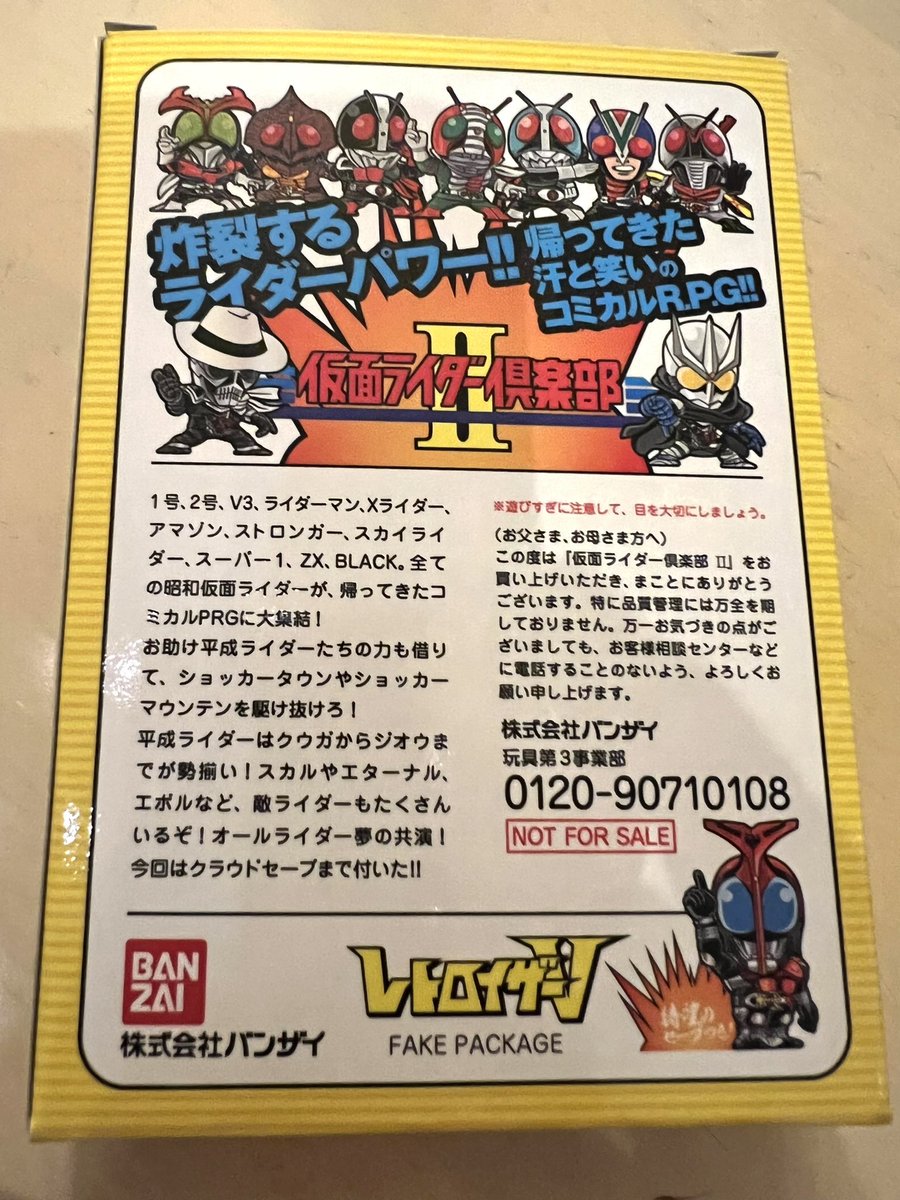 炸裂する
ライダーパワー!!
帰ってきた
汗と笑いの
コミカルR.P.G!!
II
仮面ライダー倶楽部
1号、2号、V3、ライダーマン、Xライダー、
アマゾン、ストロンガー、スカイライ
ダー、スーパー1、ZX、BLACK。全て
の昭和仮面ライダーが、帰ってきたコ
ミカルPRGに大集結！
お助け平成ライダーたちの力も借り
て、ショッカータウンやショッカー
マウンテンを駆け抜けろ！
平成ライダーはクウガからジオウま
でが勢揃い！スカルやエターナル、
エボルなど、敵ライダーもたくさん
いるぞ！オールライダー夢の共演！
今回はクラウドセーブまで付いた!!
※遊びすぎに注意して、目を大切にしましょう。
(お父さま、お母さま方へ)
この度は『仮面ライダー倶楽部 II』をお
買い上げいただき、まことにありがとう
ございます。特に品質管理には万全を期
しておりません。万一お気づきの点がご
ざいましても、お客様相談センターなど
に電話することのないよう、よろしくお
願い申し上げます。
株式会社バンザイ
玩具第3事業部
0120-90710108
NOT FOR SALE
BAN
ZAI
株式会社バンザイ
レトロイザーン
FAKE PACKAGE
待望の
セーブつき!